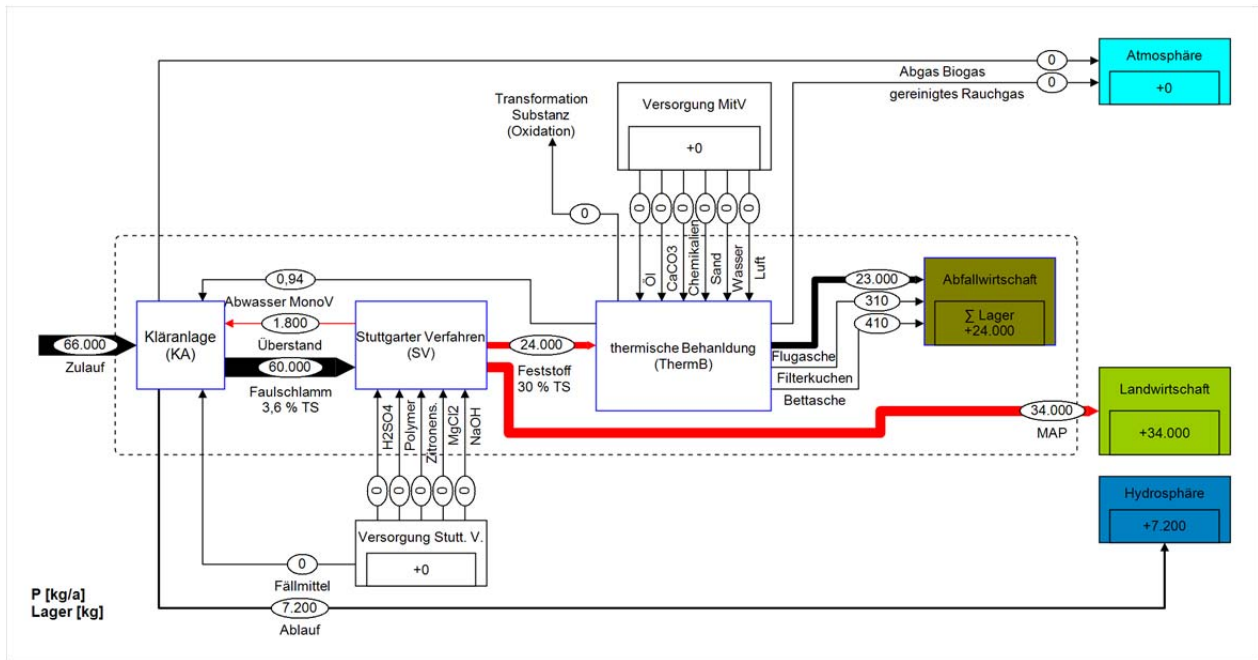 0
Atmosphäre
+0
Abgas Biogas
0
gereinigtes Rauchgas
Transformation
Substanz
(Oxidation)
Versorgung MitV
+0
0
0
0
0
0
0
0
Öl
CaCO3
Chemikalien
Sand
Wasser
Luft
0,94
Abwasser MonoV
1.800
Überstand
66.000
Zulauf
Kläranlage
(KA)
60.000
Faulschlamm
3,6 % TS
Stuttgarter Verfahren
(SV)
24.000
Feststoff
30 % TS
thermische Behanldung
(ThermB)
23.000
Flugasche
310
Filterkuchen
410
Bettasche
Abfallwirtschaft
∑ Lager
+24.000
34.000
MAP
Landwirtschaft
+34.000
H2SO4
Polymer
Zitronens.
MgCl2
NaOH
0
0
0
0
0
Versorgung Stutt. V.
+0
0
Fällmittel
Hydrosphäre
+7.200
7.200
Ablauf
P [kg/a]
Lager [kg]